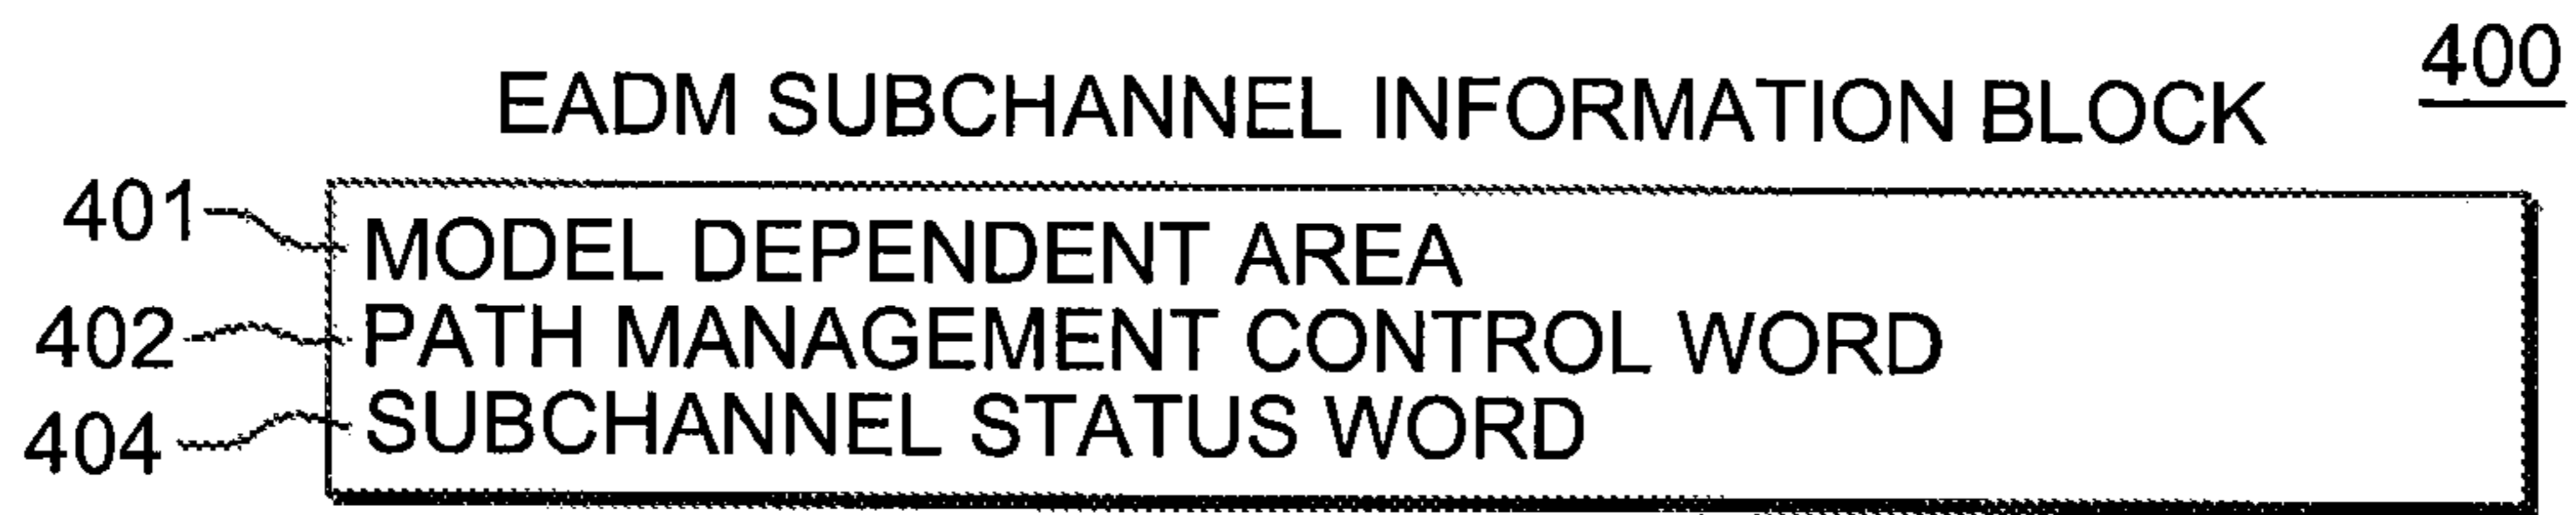 400
EADM SUBCHANNEL INFORMATION BLOCK
401 MODEL DEPENDENT AREA
402 PATH MANAGEMENT CONTROL WORD
404 SUBCHANNEL STATUS WORD